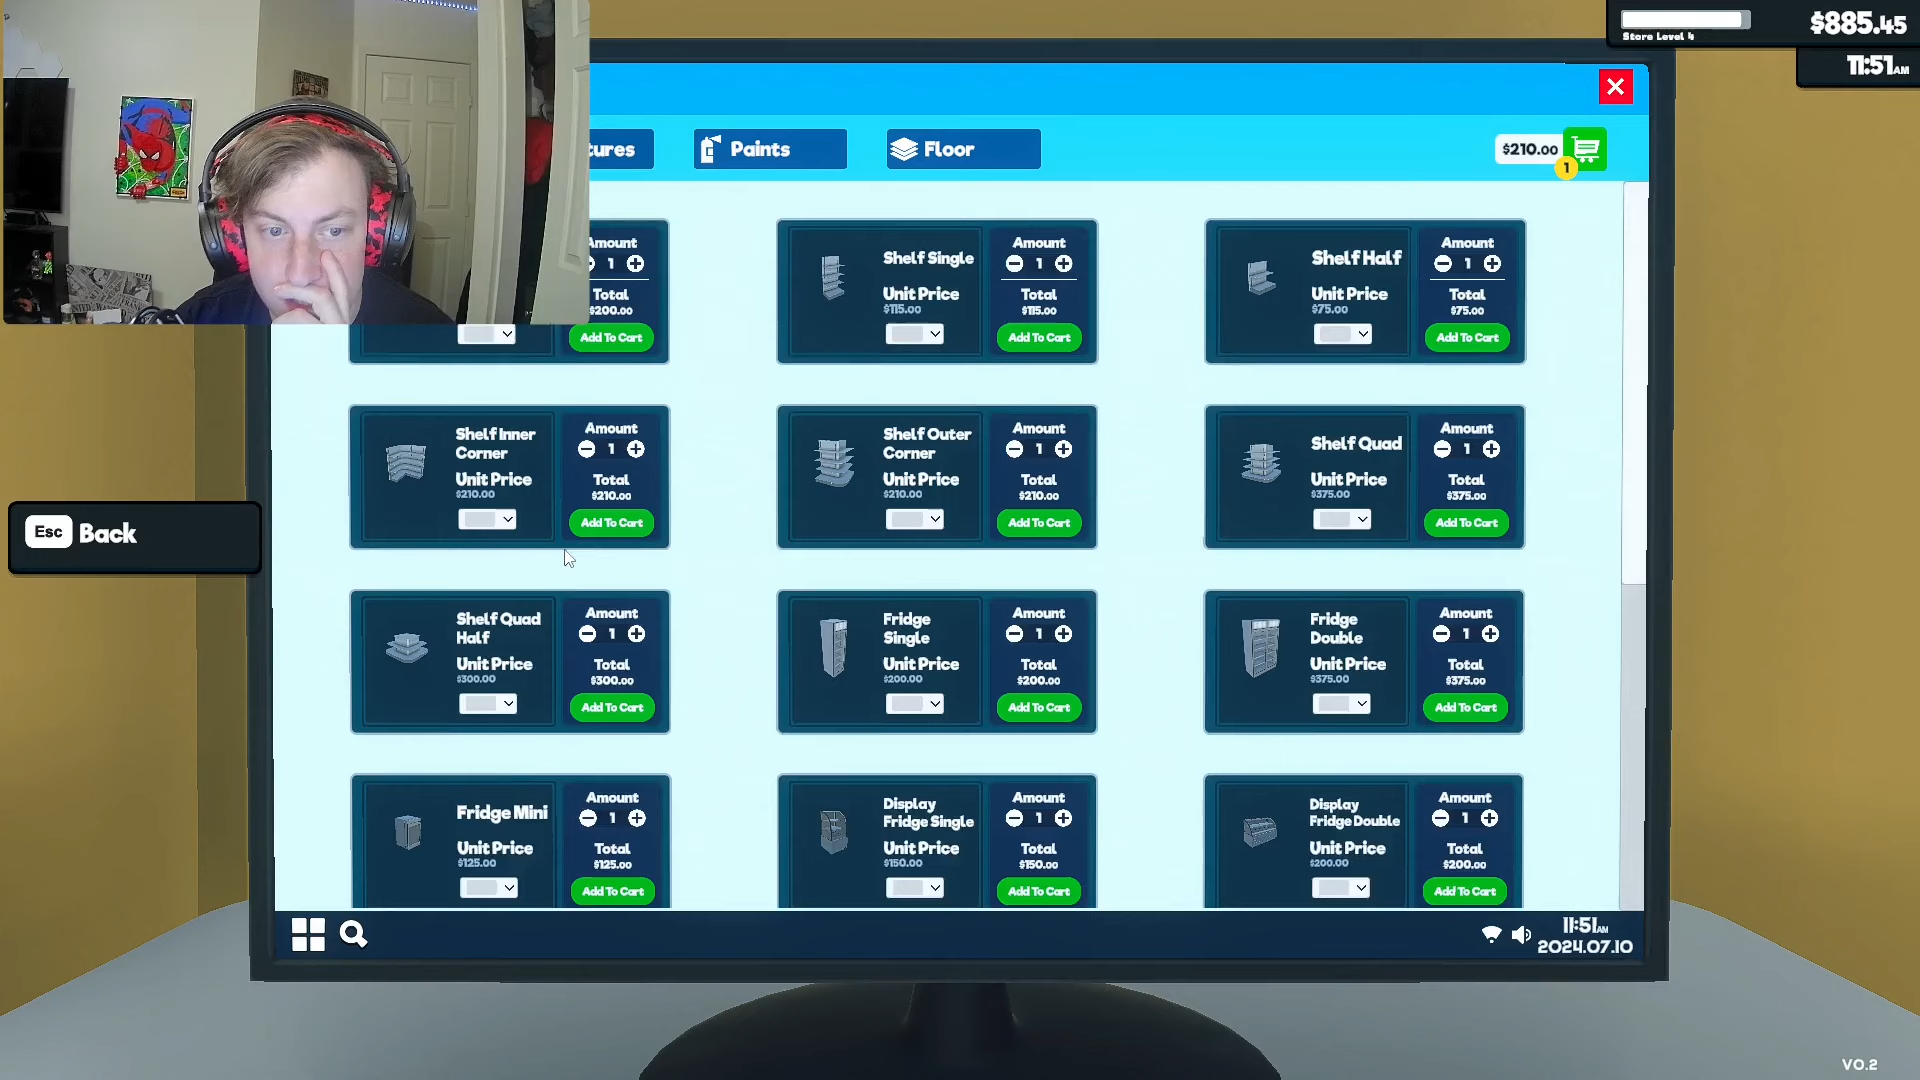 $885.45
Store Level 4
11:51AM
tures
Paints
Floor
$210.00
1
Amount
1
Total
$200.00
Add To Cart
Shelf Single
Unit Price
$115.00
Amount
1
Total
$115.00
Add To Cart
Shelf Half
Unit Price
$75.00
Amount
1
Total
$75.00
Add To Cart
Shelf Inner
Corner
Unit Price
$210.00
Amount
1
Total
$210.00
Add To Cart
Shelf Outer
Corner
Unit Price
$210.00
Amount
1
Total
$210.00
Add To Cart
Shelf Quad
Unit Price
$375.00
Amount
1
Total
$375.00
Add To Cart
Esc Back
Shelf Quad
Half
Unit Price
$300.00
Amount
1
Total
$300.00
Add To Cart
Fridge
Single
Unit Price
$200.00
Amount
1
Total
$200.00
Add To Cart
Fridge
Double
Unit Price
$375.00
Amount
1
Total
$375.00
Add To Cart
Fridge Mini
Unit Price
$125.00
Amount
1
Total
$125.00
Add To Cart
Display
Fridge Single
Unit Price
$150.00
Amount
1
Total
$150.00
Add To Cart
Display
Fridge Double
Unit Price
$200.00
Amount
1
Total
$200.00
Add To Cart
11:51AM
2024.07.10
V0.2